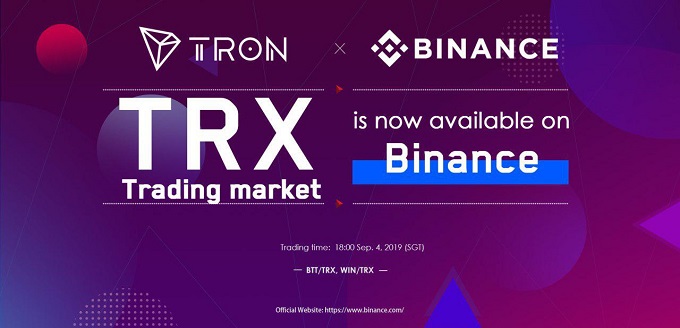 TRON × BINANCE
TRX
Trading market
is now available on
Binance
Trading time: 18:00 Sep. 4, 2019 (SGT)
— BTT/TRX, WIN/TRX —
Official Website: https://www.binance.com/